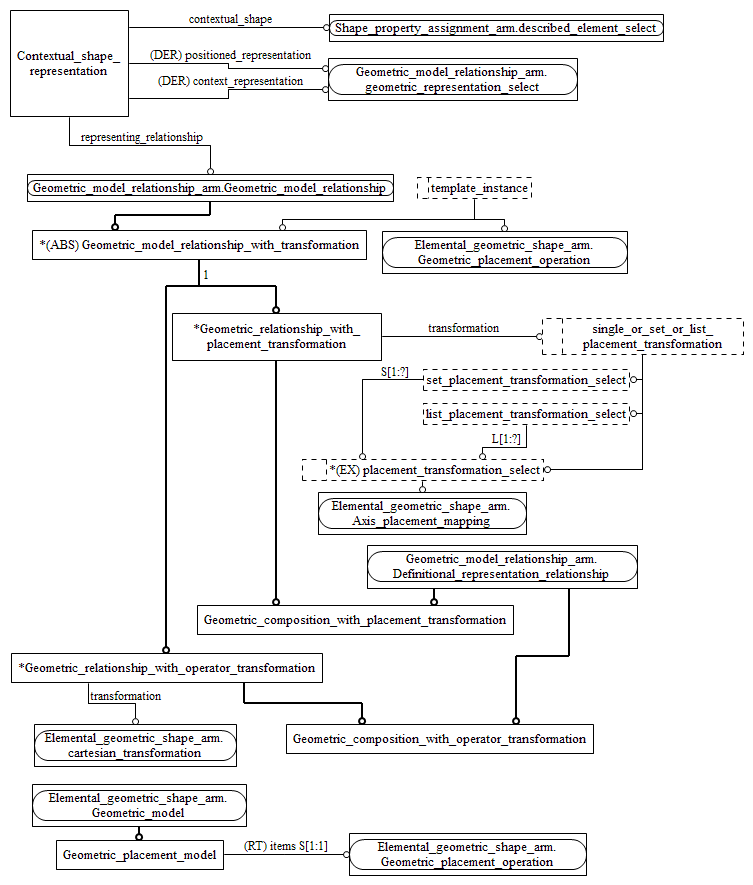 contextual_shape
Shape_property_assignment_arm.described_element_select
Contextual_shape_
representation
(DER) positioned_representation
Geometric_model_relationship_arm.
geometric_representation_select
(DER) context_representation
representing_relationship
Geometric_model_relationship_arm.Geometric_model_relationship
template_instance
*(ABS) Geometric_model_relationship_with_transformation
Elemental_geometric_shape_arm.
Geometric_placement_operation
1
*Geometric_relationship_with_
placement_transformation
transformation
single_or_set_or_list_
placement_transformation
S[1:?]
set_placement_transformation_select
list_placement_transformation_select
L[1:?]
*(EX) placement_transformation_select
Elemental_geometric_shape_arm.
Axis_placement_mapping
Geometric_model_relationship_arm.
Definitional_representation_relationship
Geometric_composition_with_placement_transformation
*Geometric_relationship_with_operator_transformation
transformation
Elemental_geometric_shape_arm.
cartesian_transformation
Geometric_composition_with_operator_transformation
Elemental_geometric_shape_arm.
Geometric_model
Geometric_placement_model
(RT) items S[1:1]
Elemental_geometric_shape_arm.
Geometric_placement_operation